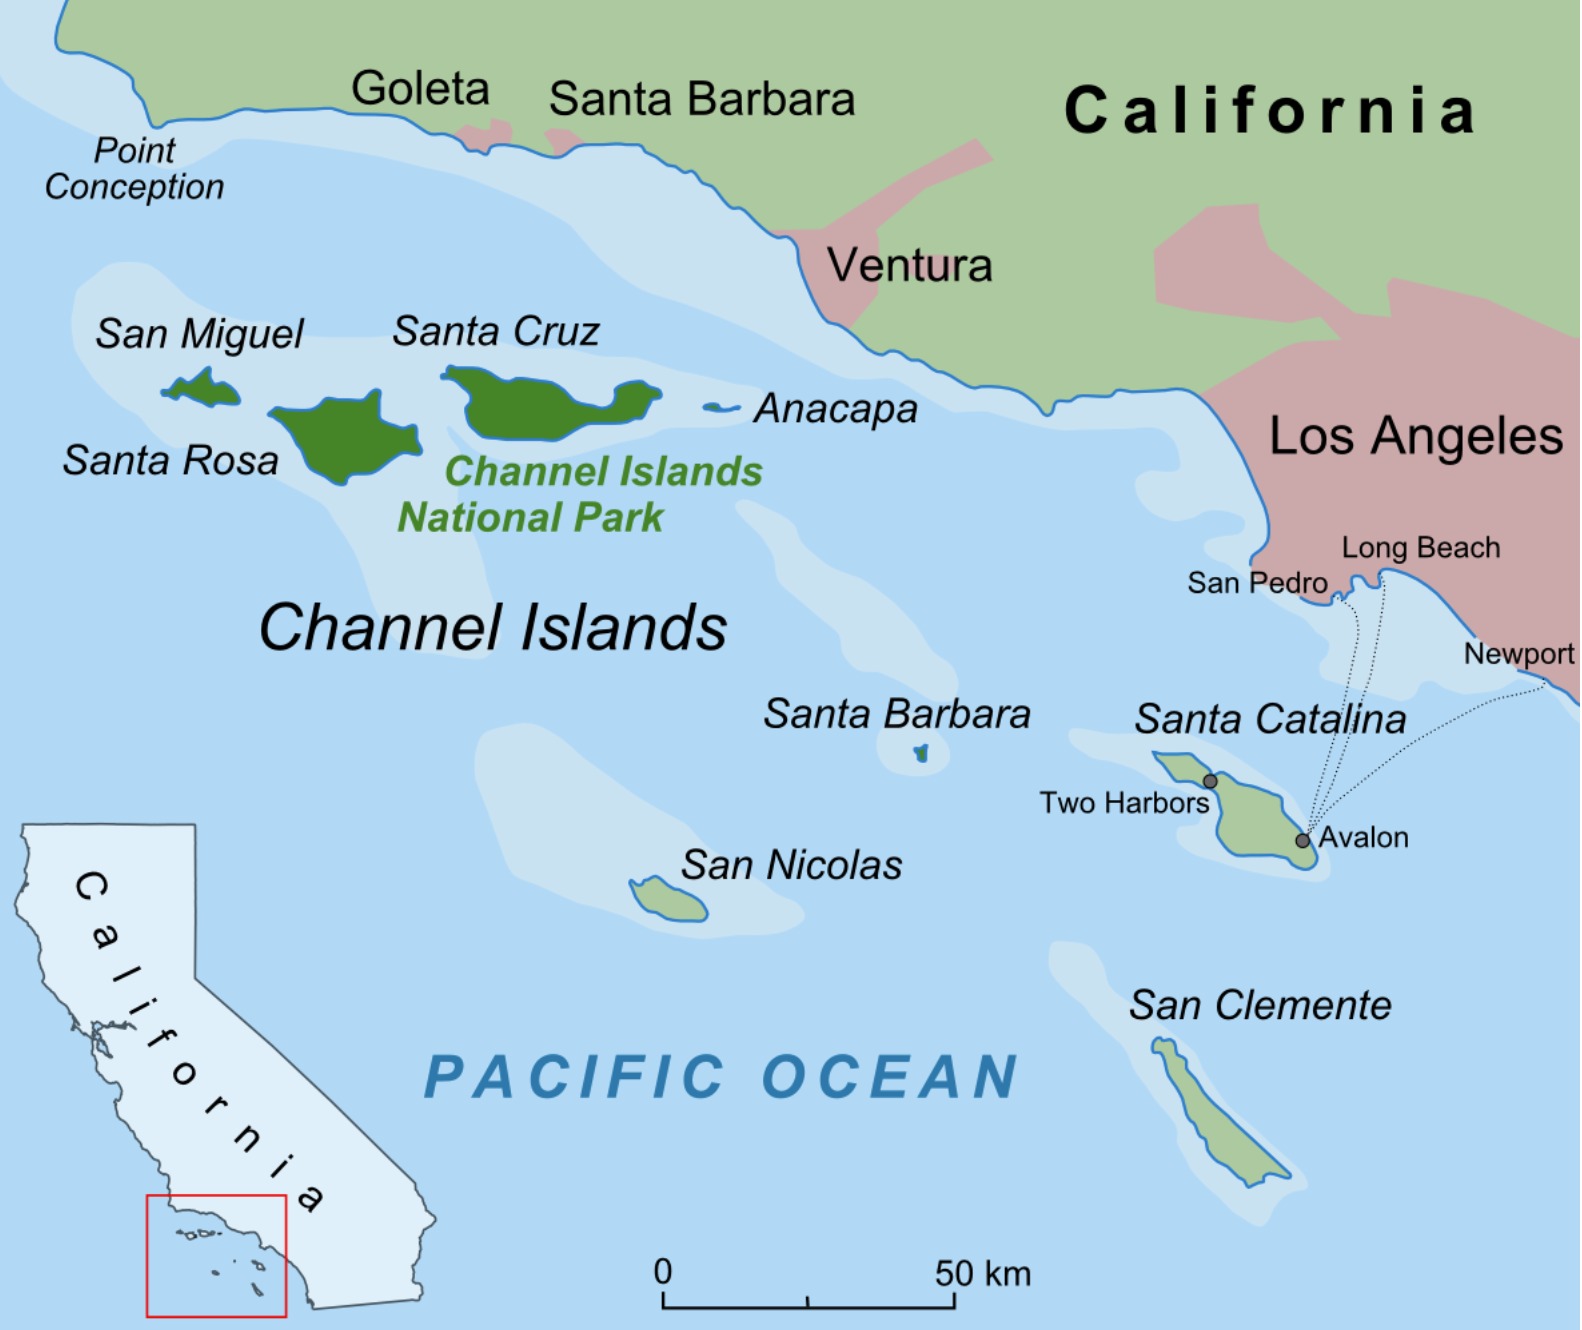 Goleta
Santa Barbara
California
Point
Conception
Ventura
San Miguel
Santa Cruz
Anacapa
Santa Rosa
Channel Islands
National Park
Los Angeles
Long Beach
San Pedro
Channel Islands
Newport
Santa Barbara
Santa Catalina
Two Harbors
Avalon
San Nicolas
California
San Clemente
PACIFIC OCEAN
0 50 km